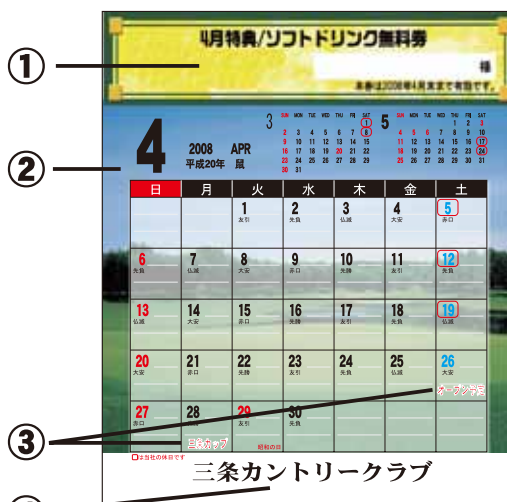 ①
4月特典/ソフトドリンク無料券
様
本券は2008年4月末まで有効です。
②
4
2008 APR
平成20年 鼠
3
SUN MON TUE WED THU FRI SAT
1
2 3 4 5 6 7 8
9 10 11 12 13 14 15
16 17 18 19 20 21 22
23 24 25 26 27 28 29
30 31
5
SUN MON TUE WED THU FRI SAT
1 2 3
4 5 6 7 8 9 10
11 12 13 14 15 16 17
18 19 20 21 22 23 24
25 26 27 28 29 30 31
日 月 火 水 木 金 土
1 2 3 4 5
友引 先負 仏滅 大安 赤口
6 7 8 9 10 11 12
先負 仏滅 大安 赤口 先勝 友引 先負
13 14 15 16 17 18 19
仏滅 大安 赤口 先勝 友引 先負 仏滅
20 21 22 23 24 25 26
大安 赤口 先勝 友引 先負 仏滅 大安
オープン予定
27 28 29 30
赤口 友引 先負
③
三条カップ
昭和の日
□は当社の休日です
三条カントリークラブ